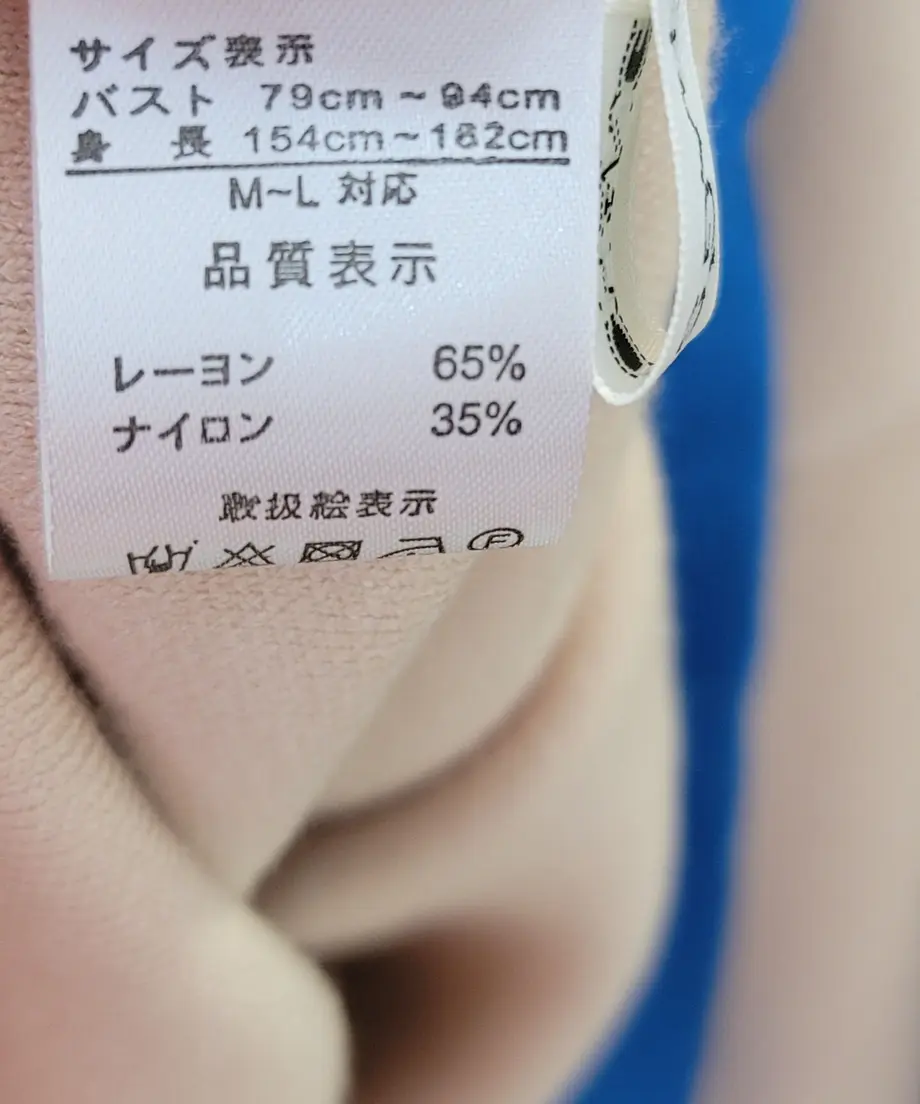 サイズ表示
バスト 79cm~94cm
身 長 154cm~162cm
M~L 対応
品質表示
レーヨン 65%
ナイロン 35%
取扱絵表示
F